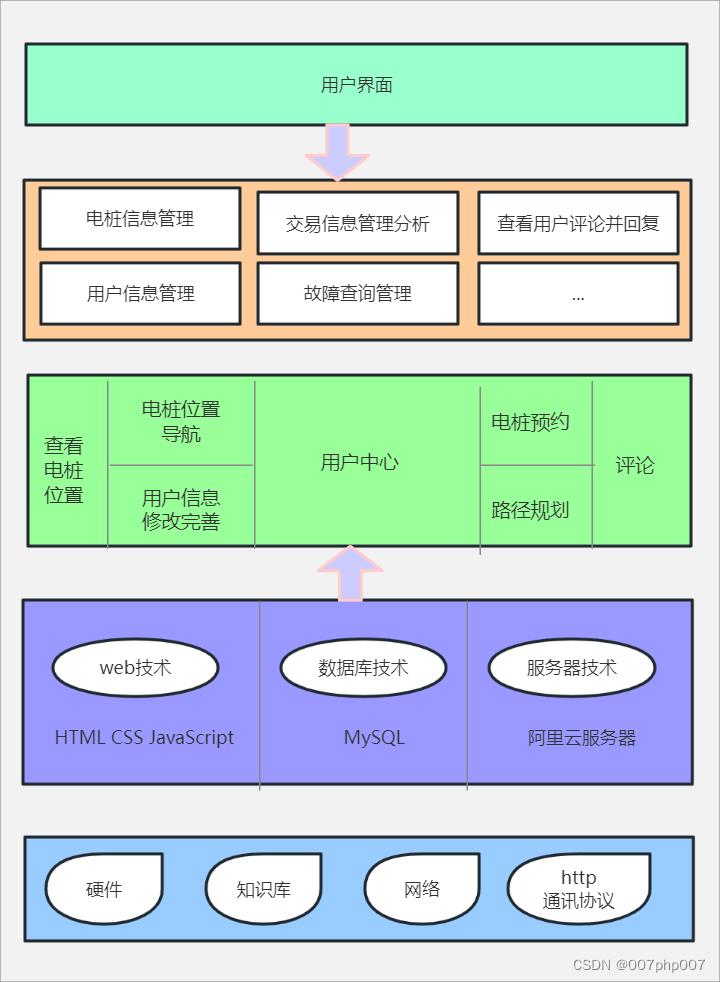 用户界面
电桩信息管理
交易信息管理分析
查看用户评论并回复
用户信息管理
故障查询管理
...
查看
电桩
位置
电桩位置
导航
用户信息
修改完善
用户中心
电桩预约
路径规划
评论
web技术
数据库技术
服务器技术
HTML CSS JavaScript
MySQL
阿里云服务器
硬件
知识库
网络
http
通讯协议
CSDN @007php007